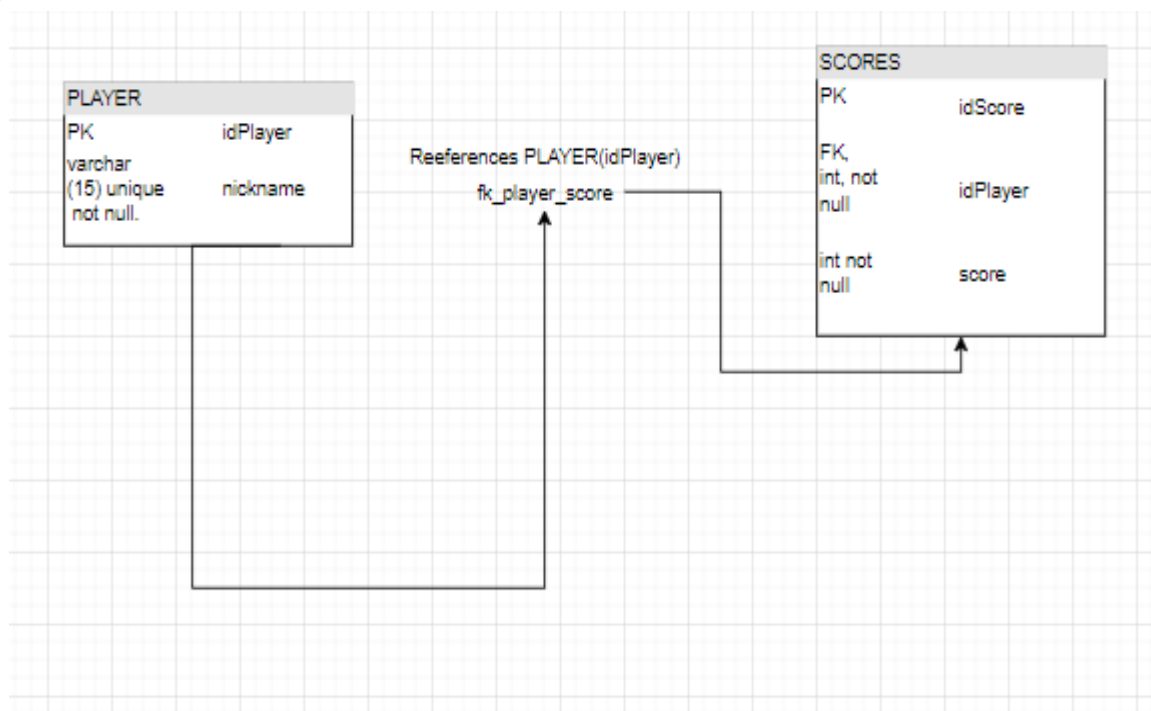 PLAYER
PK idPlayer
varchar
(15) unique nickname
not null.
Reeferences PLAYER(idPlayer)
fk_player_score
SCORES
PK idScore
FK,
int, not idPlayer
null
int not score
null